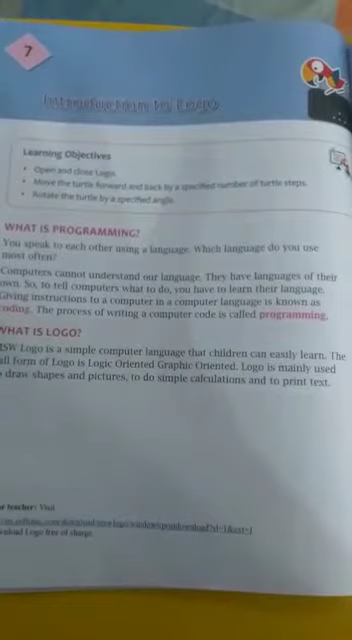 7
Introduction to Logo
Learning Objectives
• Open and close Logo.
• Move the turtle forward and back by a specified number of turtle steps.
• Rotate the turtle by a specified angle.
WHAT IS PROGRAMMING?
You speak to each other using a language. Which language do you use
most often?
Computers cannot understand our language. They have languages of their
own. So, to tell computers what to do, you have to learn their language.
Giving instructions to a computer in a computer language is known as
coding. The process of writing a computer code is called programming.
WHAT IS LOGO?
MSW Logo is a simple computer language that children can easily learn. The
full form of Logo is Logic Oriented Graphic Oriented. Logo is mainly used
draw shapes and pictures, to do simple calculations and to print text.
teacher: Visit
Logo free of charge.